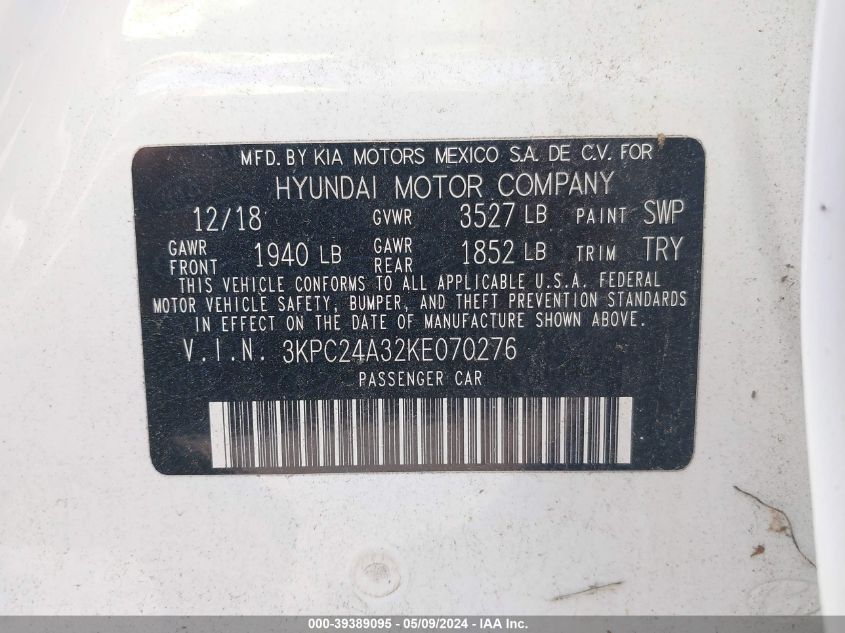 MFD. BY KIA MOTORS MEXICO S.A. DE C.V. FOR
HYUNDAI MOTOR COMPANY
12/18 GVWR 3527 LB PAINT SWP
GAWR FRONT 1940 LB GAWR REAR 1852 LB TRIM TRY
THIS VEHICLE CONFORMS TO ALL APPLICABLE U.S.A. FEDERAL
MOTOR VEHICLE SAFETY, BUMPER, AND THEFT PREVENTION STANDARDS
IN EFFECT ON THE DATE OF MANUFACTURE SHOWN ABOVE.
V.I.N. 3KPC24A32KE070276
PASSENGER CAR
000-39389095 - 05/09/2024 - IAA, Inc.